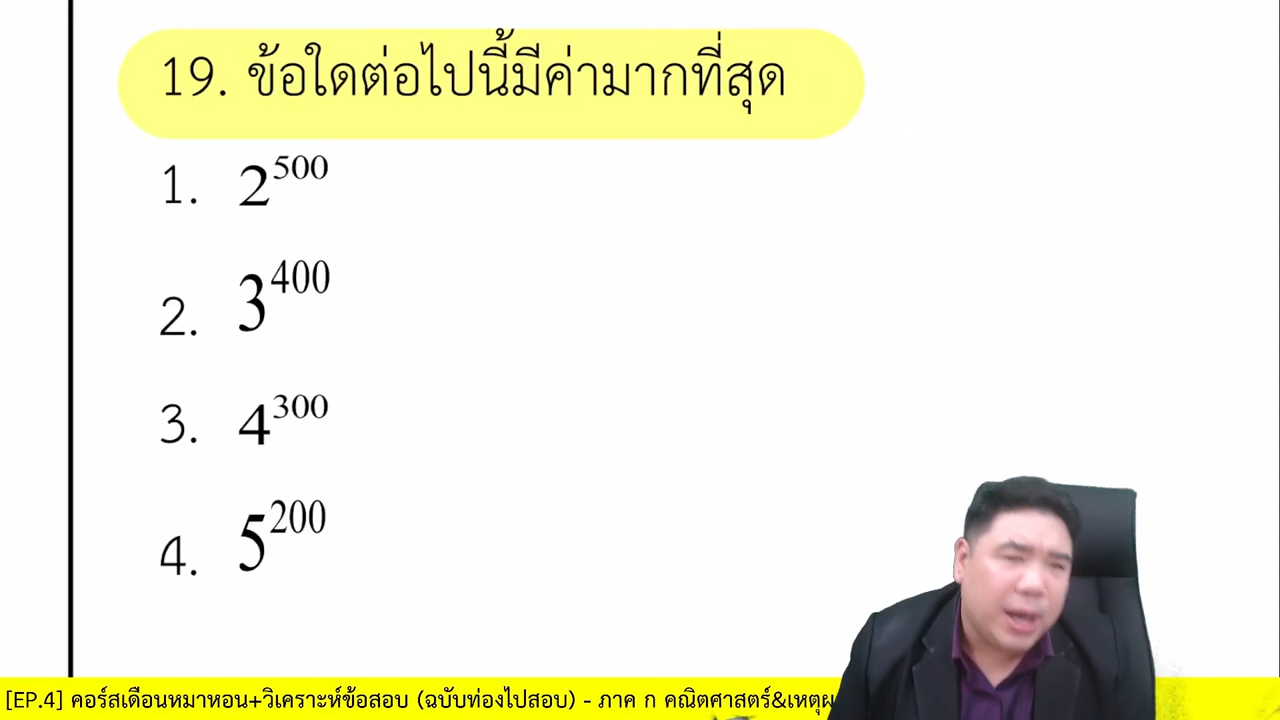 19. ข้อใดต่อไปนี้มีค่ามากที่สุด
1. 2^500
2. 3^400
3. 4^300
4. 5^200
[EP.4] คอร์สเดือนหมาหอน+วิเคราะห์ข้อสอบ (ฉบับท่องไปสอบ) - ภาค ก คณิตศาสตร์&เหตุผ